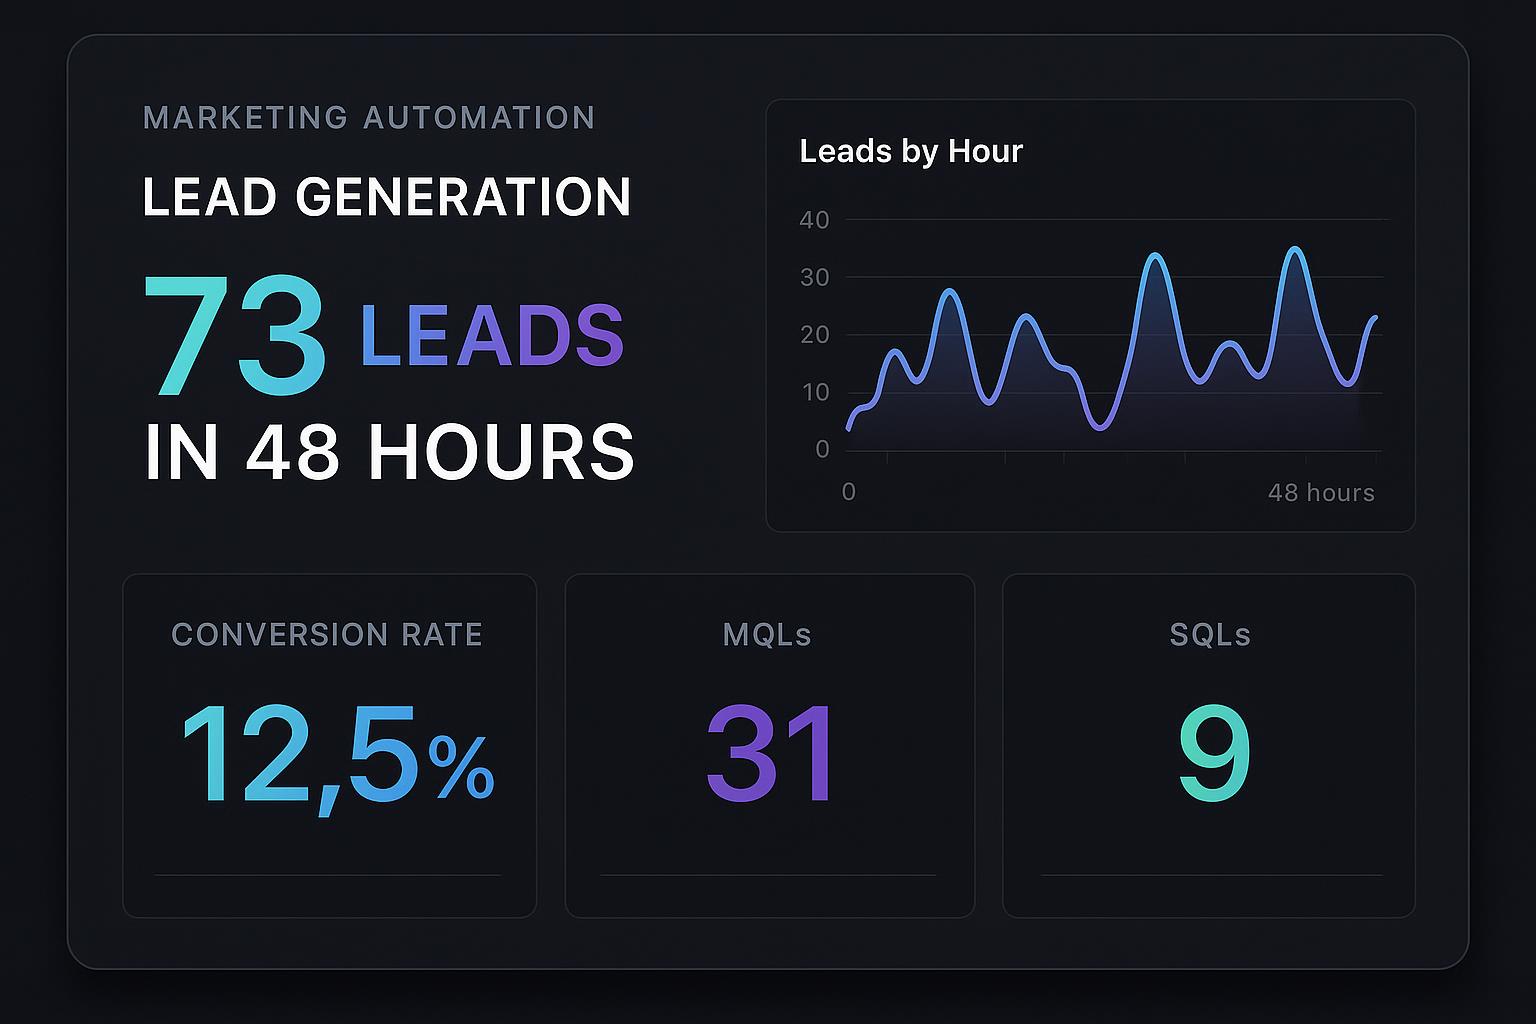 MARKETING AUTOMATION
LEAD GENERATION
73 LEADS
IN 48 HOURS
Leads by Hour
40
30
20
10
0
0 48 hours
CONVERSION RATE
12,5%
MQLs
31
SQLs
9